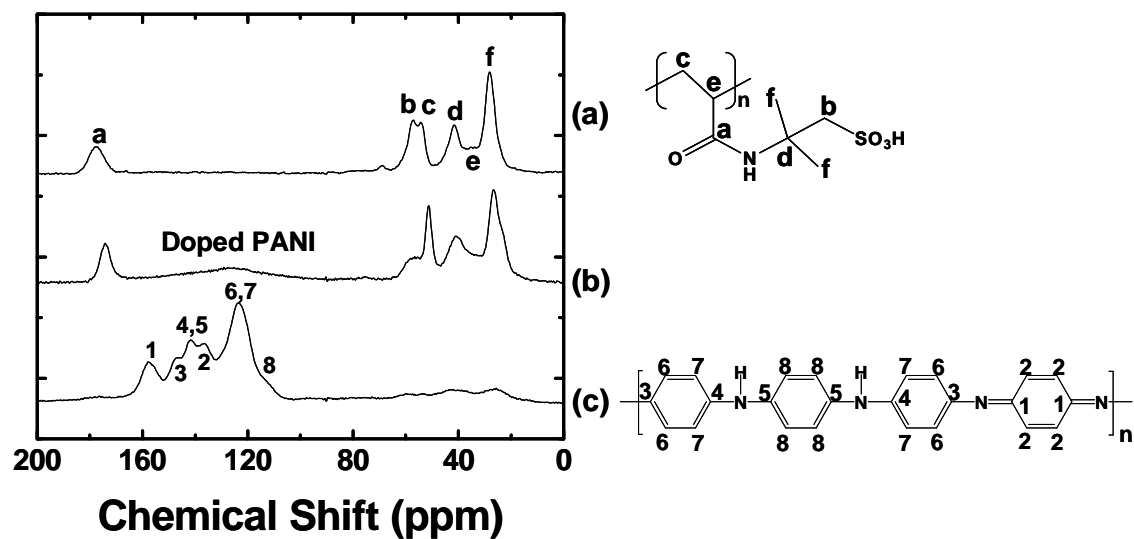 f
b c
d
a
e
(a)
Doped PANI
(b)
6,7
4,5
1
2
3
8
(c)
200 160 120 80 40 0
Chemical Shift (ppm)
c
e
n
f
b
a
SO₃H
O
N
H
d
f
H H
6 7 8 8 7 6 2 2
3 4 N 5 5 N 4 3 N 1 1 N
6 7 8 8 7 6 2 2
n